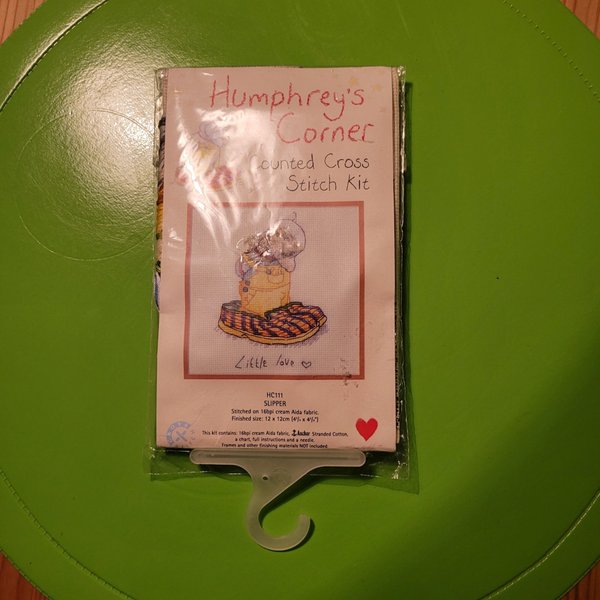 Humphrey's
Corner
Counted Cross
Stitch Kit
Little love
HC111
SLIPPER
Stitched on 16hpi cream Aida fabric.
Finished size: 12 x 12cm (4³/₄ x 4³/₄")
This kit contains: 16hpi cream Aida fabric, Anchor Stranded Cotton,
a chart, full instructions and a needle.
Frames and other finishing materials NOT included.